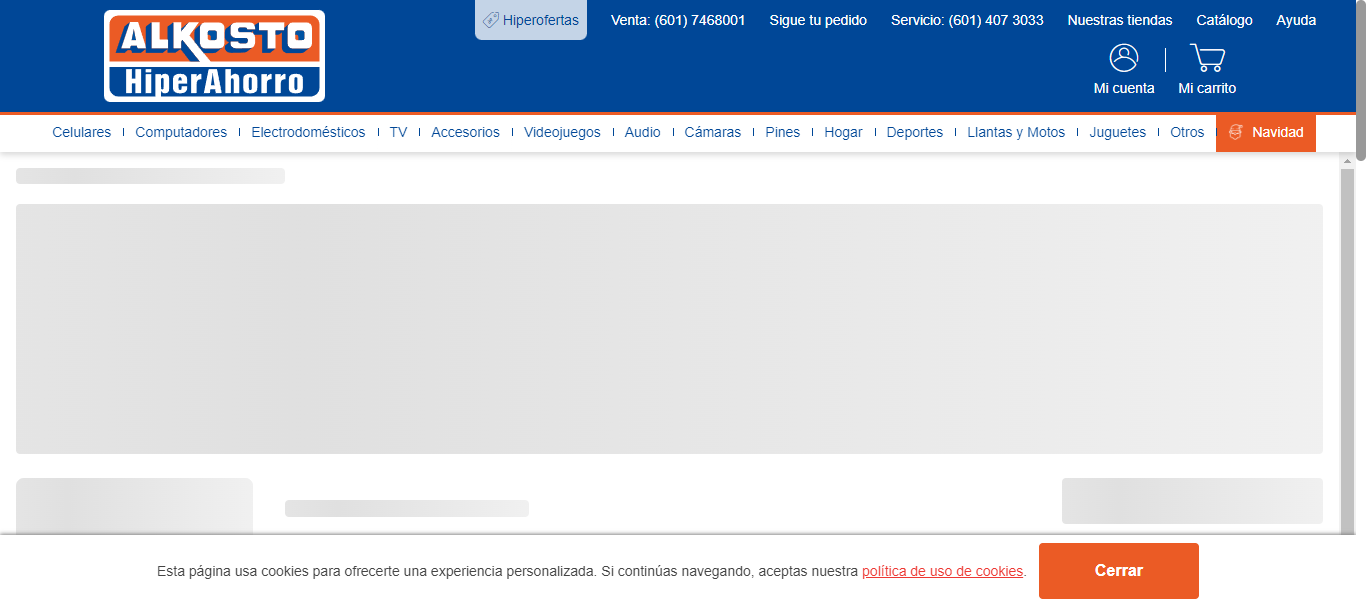 ALKOSTO
HiperAhorro
Hiperofertas Venta: (601) 7468001 Sigue tu pedido Servicio: (601) 407 3033 Nuestras tiendas Catálogo Ayuda
Mi cuenta Mi carrito
Celulares Computadores Electrodomésticos TV Accesorios Videojuegos Audio Cámaras Pines Hogar Deportes Llantas y Motos Juguetes Otros Navidad
Esta página usa cookies para ofrecerte una experiencia personalizada. Si continúas navegando, aceptas nuestra política de uso de cookies. Cerrar